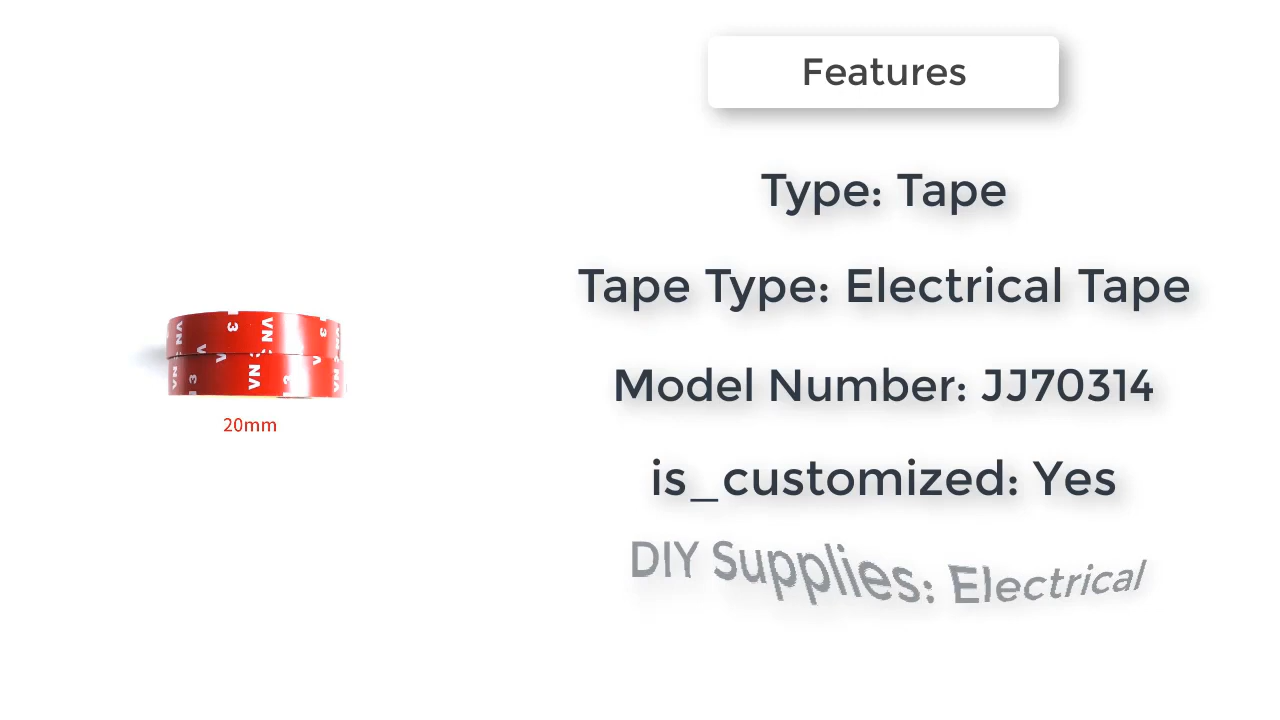 Features
Type: Tape
Tape Type: Electrical Tape
Model Number: JJ70314
is_customized: Yes
DIY Supplies: Electrical
20mm